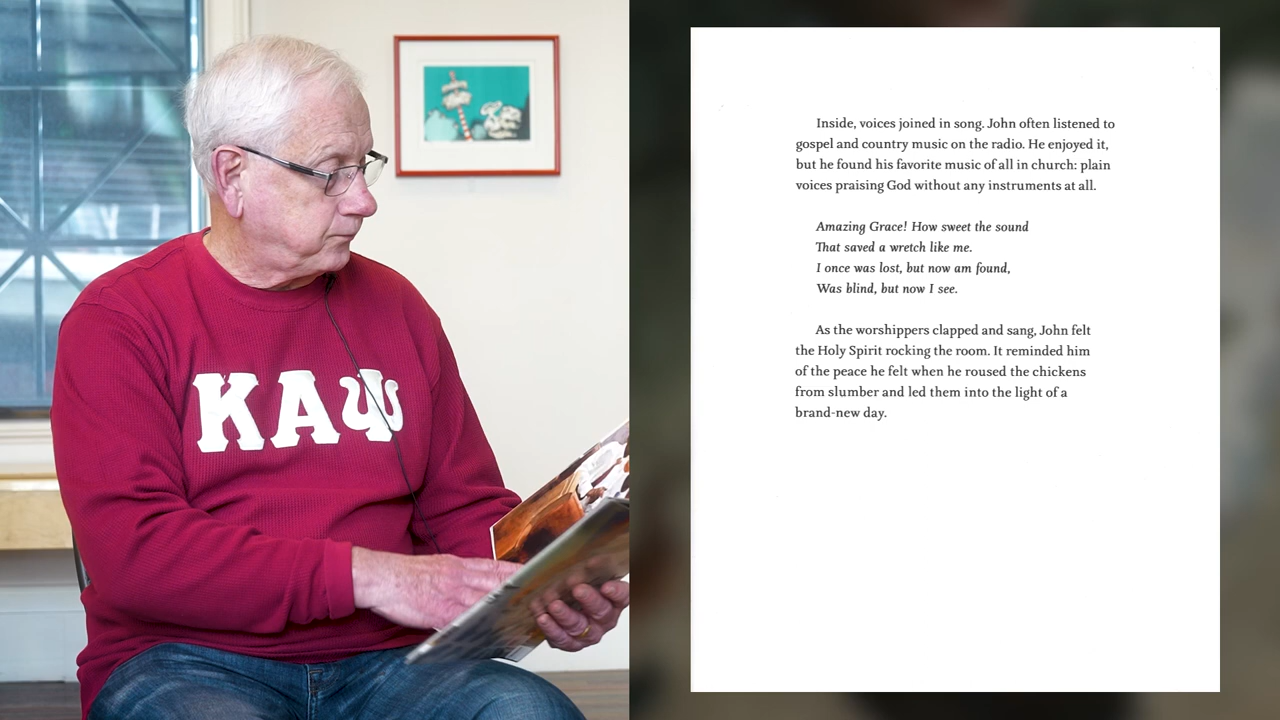 ΚΑΨ
Inside, voices joined in song. John often listened to
gospel and country music on the radio. He enjoyed it,
but he found his favorite music of all in church: plain
voices praising God without any instruments at all.
Amazing Grace! How sweet the sound
That saved a wretch like me.
I once was lost, but now am found,
Was blind, but now I see.
As the worshippers clapped and sang, John felt
the Holy Spirit rocking the room. It reminded him
of the peace he felt when he roused the chickens
from slumber and led them into the light of a
brand-new day.